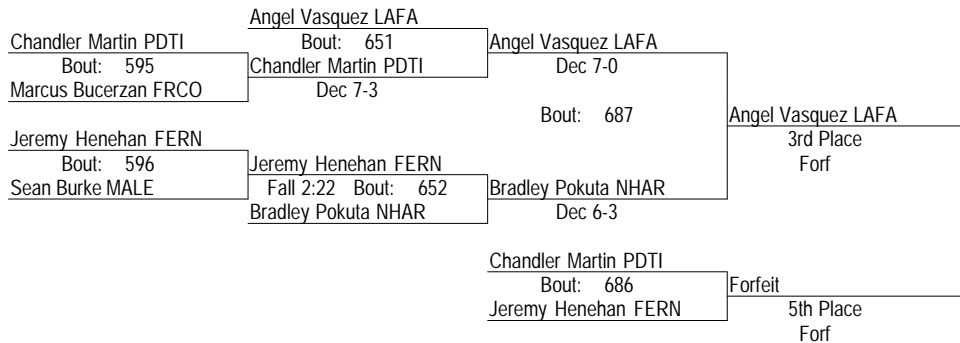 Angel Vasquez LAFA
Chandler Martin PDTI
Bout: 651
Angel Vasquez LAFA
Bout: 595
Chandler Martin PDTI
Dec 7-0
Marcus Bucerzan FRCO
Dec 7-3
Bout: 687
Angel Vasquez LAFA
Jeremy Henehan FERN
3rd Place
Forf
Bout: 596
Jeremy Henehan FERN
Sean Burke MALE
Fall 2:22 Bout: 652
Bradley Pokuta NHAR
Bradley Pokuta NHAR
Dec 6-3
Chandler Martin PDTI
Bout: 686
Forfeit
Jeremy Henehan FERN
5th Place
Forf